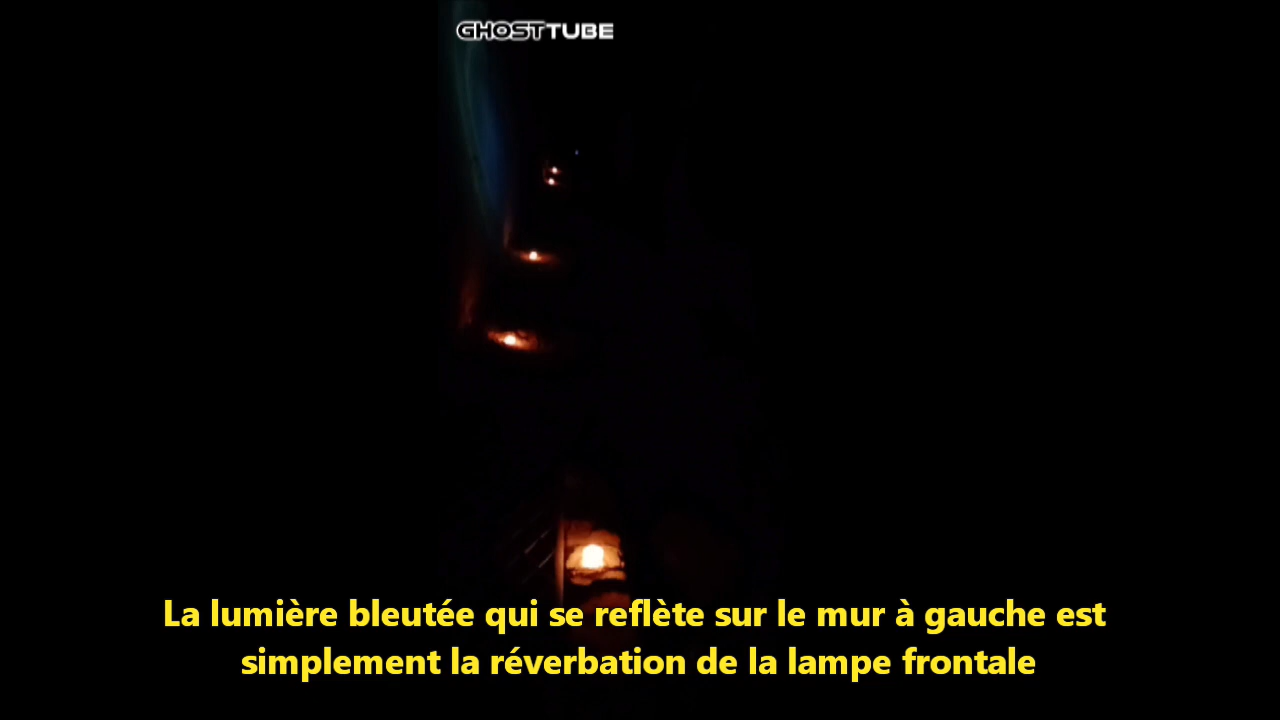 GHOSTTUBE
La lumière bleutée qui se reflète sur le mur à gauche est
simplement la réverbation de la lampe frontale